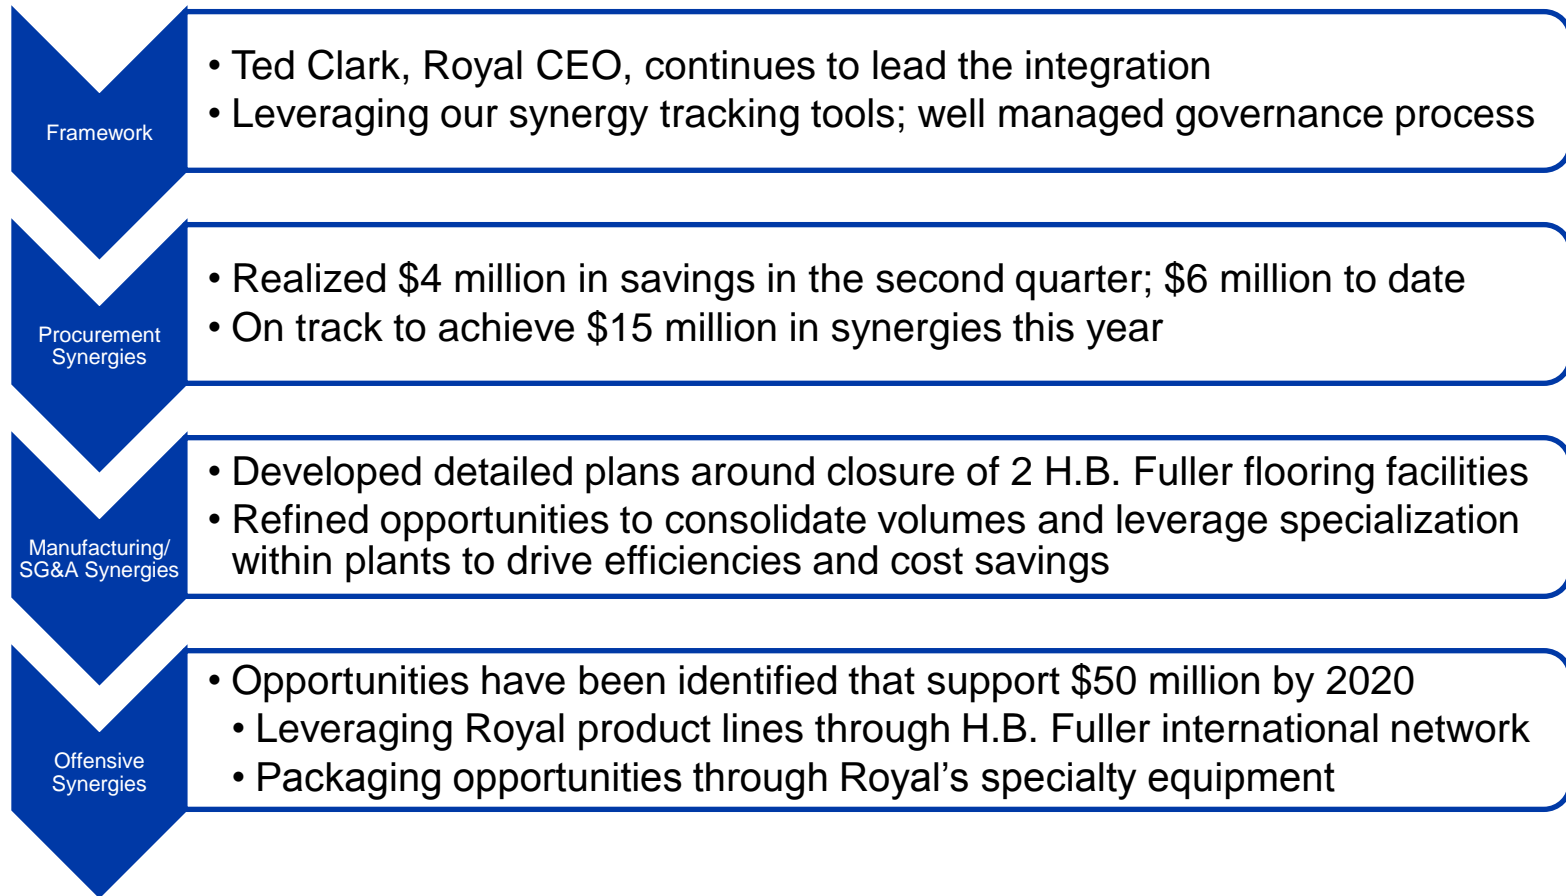 Framework
• Ted Clark, Royal CEO, continues to lead the integration
• Leveraging our synergy tracking tools; well managed governance process
Procurement
Synergies
• Realized $4 million in savings in the second quarter; $6 million to date
• On track to achieve $15 million in synergies this year
Manufacturing/
SG&A Synergies
• Developed detailed plans around closure of 2 H.B. Fuller flooring facilities
• Refined opportunities to consolidate volumes and leverage specialization
within plants to drive efficiencies and cost savings
Offensive
Synergies
• Opportunities have been identified that support $50 million by 2020
• Leveraging Royal product lines through H.B. Fuller international network
• Packaging opportunities through Royal’s specialty equipment